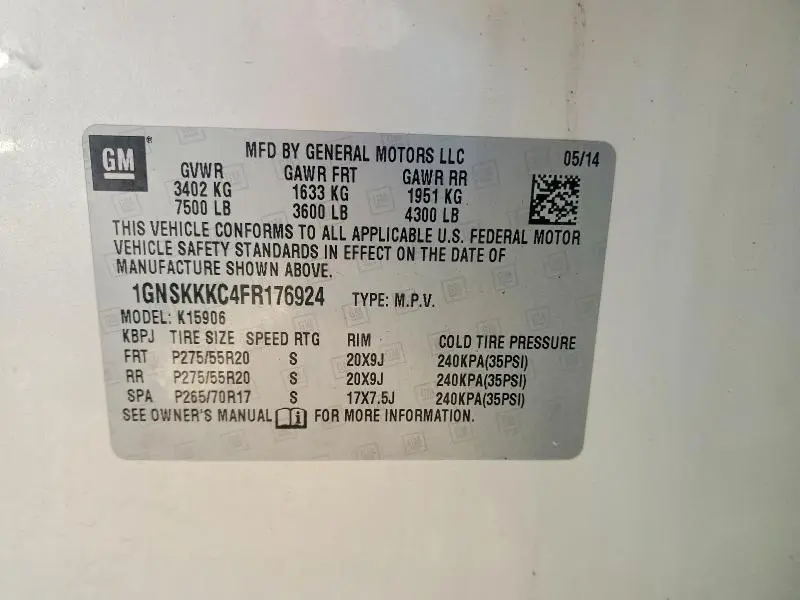 GM
MFD BY GENERAL MOTORS LLC 05/14
GVWR GAWR FRT GAWR RR
3402 KG 1633 KG 1951 KG
7500 LB 3600 LB 4300 LB
THIS VEHICLE CONFORMS TO ALL APPLICABLE U.S. FEDERAL MOTOR
VEHICLE SAFETY STANDARDS IN EFFECT ON THE DATE OF
MANUFACTURE SHOWN ABOVE.
1GNSKKKC4FR176924 TYPE: M.P.V.
MODEL: K15906
KBPJ TIRE SIZE SPEED RTG RIM COLD TIRE PRESSURE
FRT P275/55R20 S 20X9J 240KPA(35PSI)
RR P275/55R20 S 20X9J 240KPA(35PSI)
SPA P265/70R17 S 17X7.5J 240KPA(35PSI)
SEE OWNER'S MANUAL FOR MORE INFORMATION.